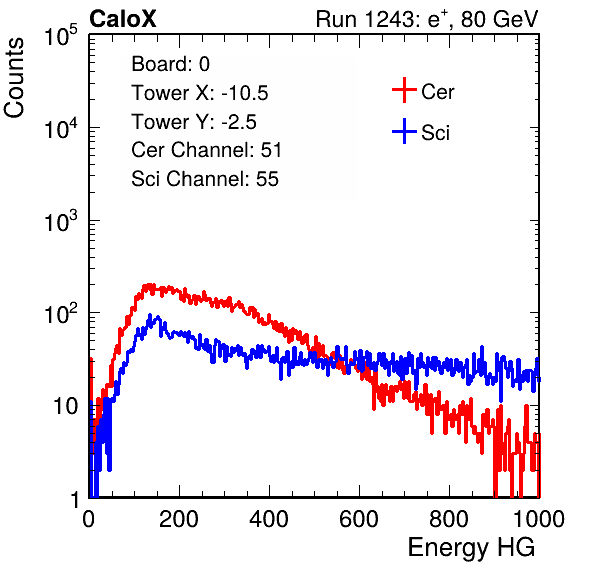 CaloX Run 1243: e⁺, 80 GeV
Counts
10⁵
10⁴
10³
10²
10
1
Board: 0
Tower X: -10.5
Tower Y: -2.5
Cer Channel: 51
Sci Channel: 55
Cer
Sci
0 200 400 600 800 1000
Energy HG